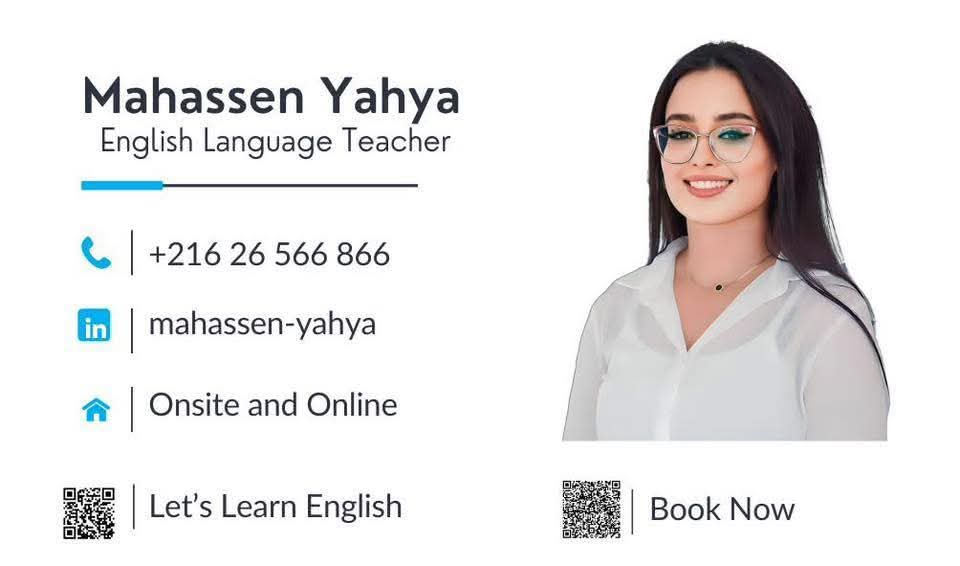 Mahassen Yahya
English Language Teacher
+216 26 566 866
in
mahassen-yahya
Onsite and Online
Let's Learn English
Book Now